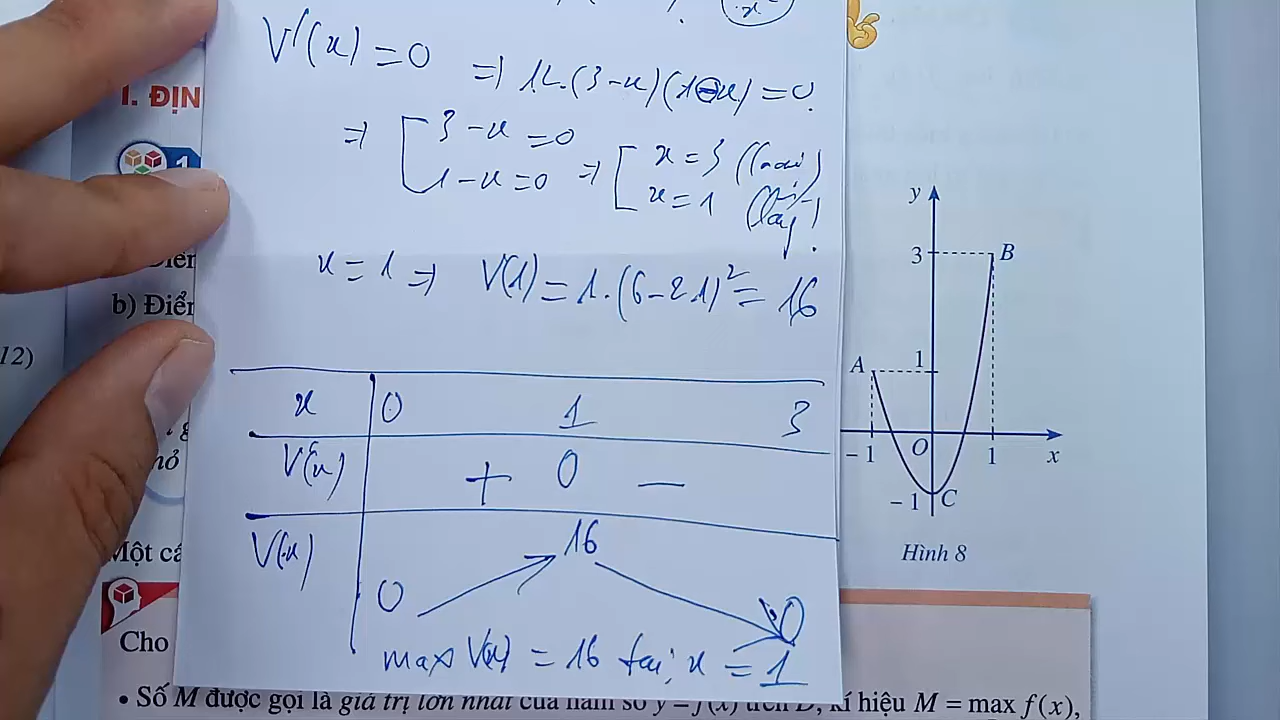 V'(x) = 0 => 12.(3-x)(1-x) = 0.
=> [ 3-x = 0
1-x = 0 => [ x = 3 (loại)
x = 1 (lấy).
x = 1 => V(1) = 1.(6-2.1)² = 16
x 0 1 3
V'(x) + 0 −
V(x) 0 16 0
max V(x) = 16 tại x = 1
1. ĐỊN
1
b) Điển
12)
Một cá
Cho
• Số M được gọi là giá trị lớn nhất của hàm số y = f(x) trên D, kí hiệu M = max f(x),
y
3 B
A 1
-1 O 1 x
-1 C
Hình 8